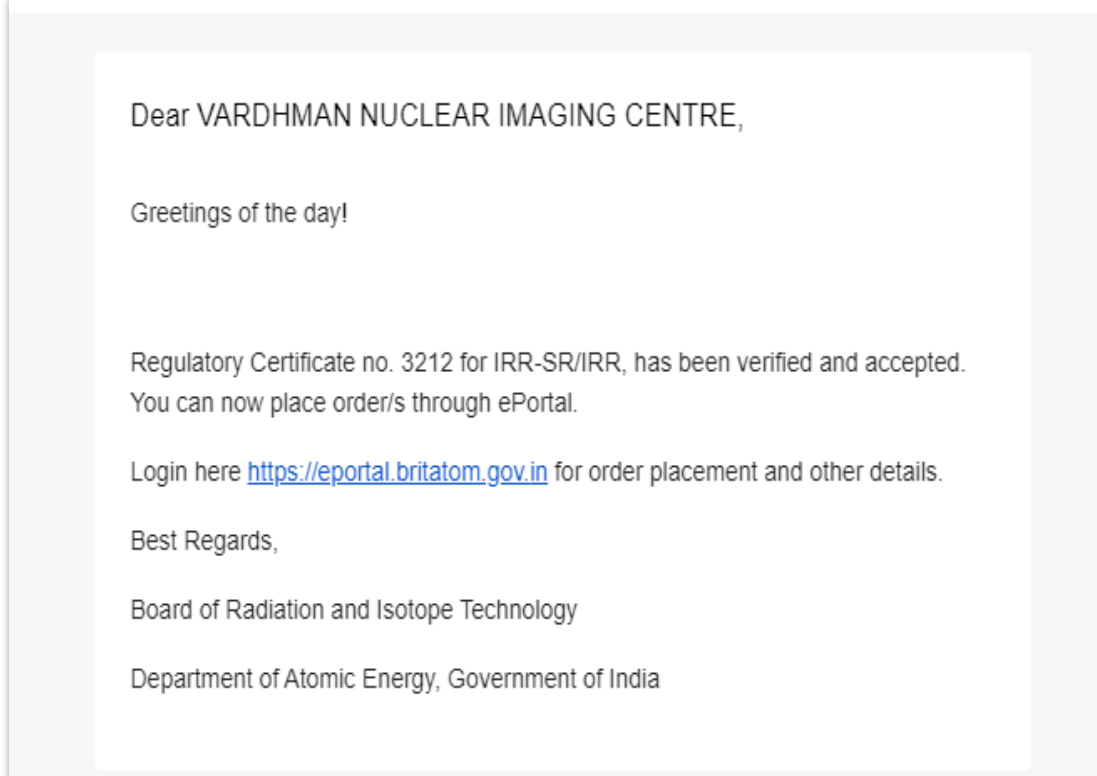 Dear VARDHMAN NUCLEAR IMAGING CENTRE,
Greetings of the day!
Regulatory Certificate no. 3212 for IRR-SR/IRR, has been verified and accepted.
You can now place order/s through ePortal.
Login here https://eportal.britatom.gov.in for order placement and other details.
Best Regards,
Board of Radiation and Isotope Technology
Department of Atomic Energy, Government of India